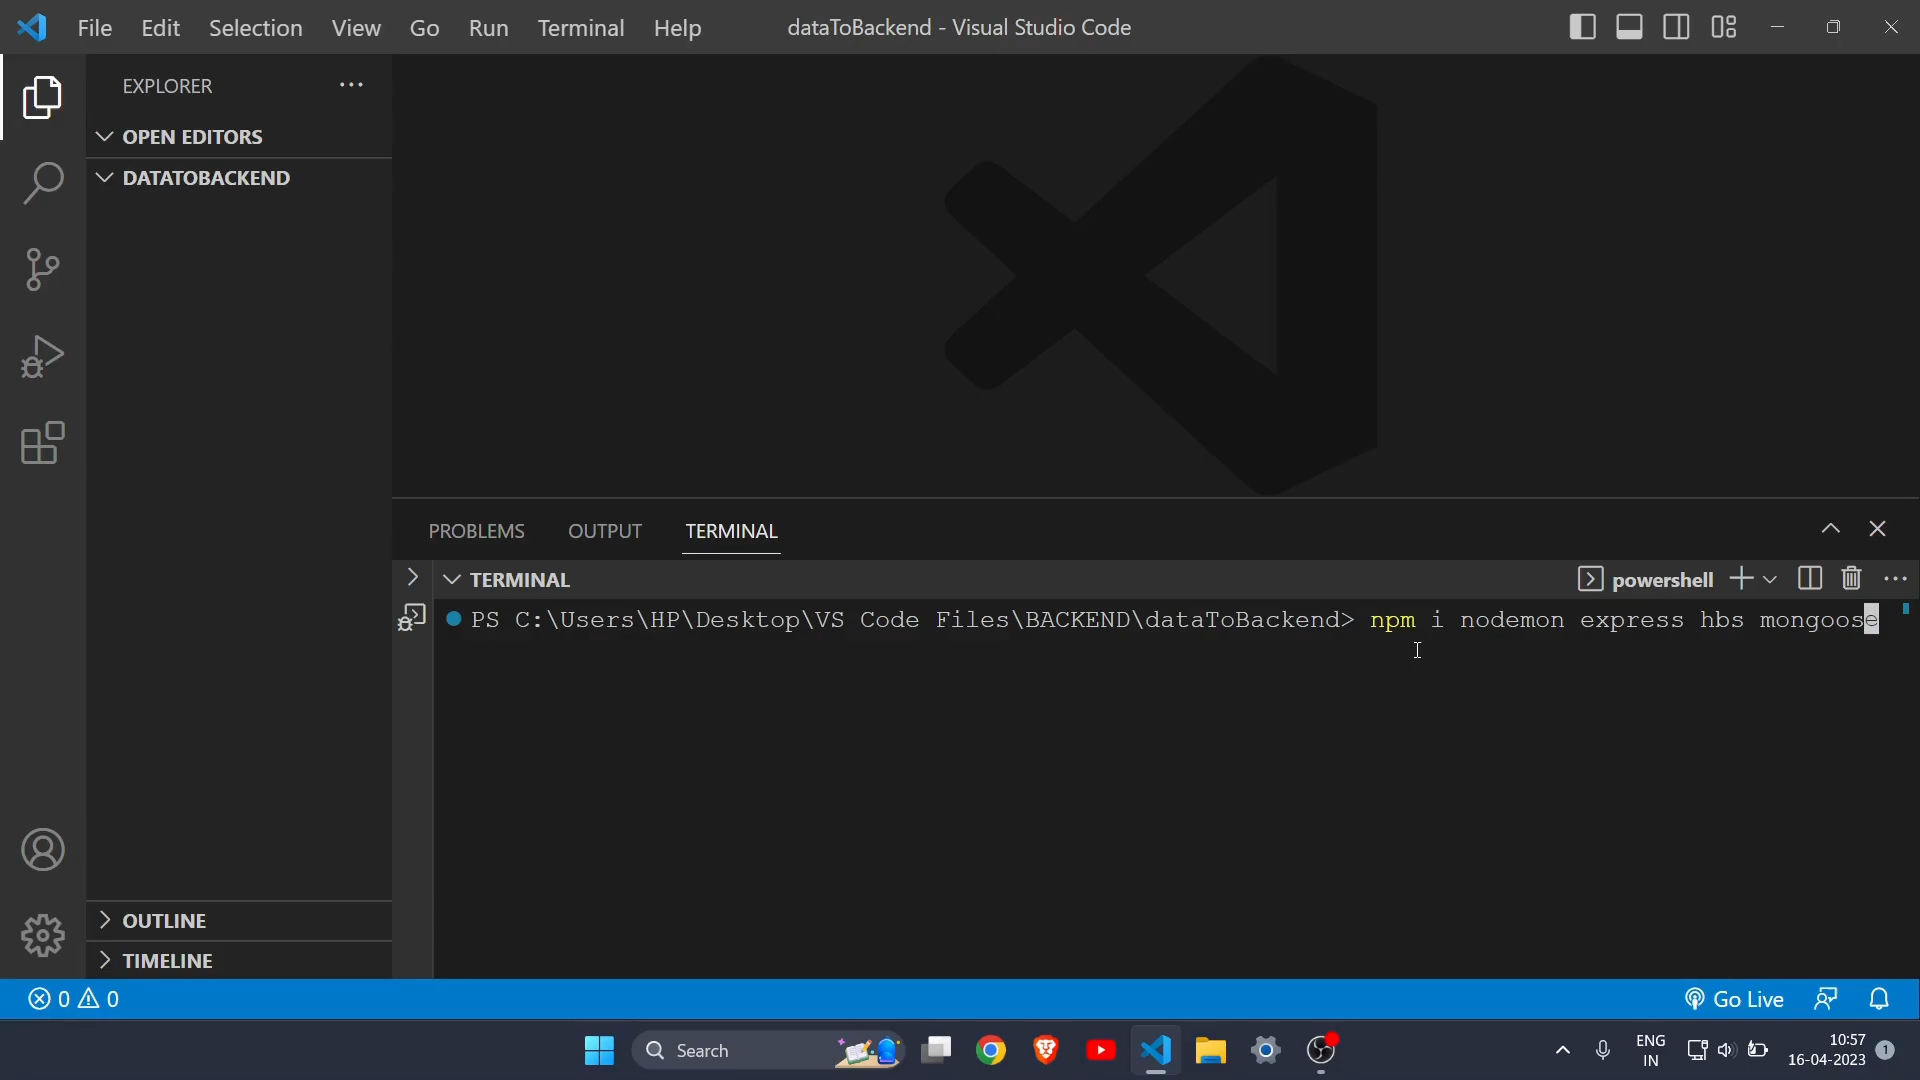 File Edit Selection View Go Run Terminal Help dataToBackend - Visual Studio Code
EXPLORER
OPEN EDITORS
DATATOBACKEND
PROBLEMS OUTPUT TERMINAL
TERMINAL
powershell
PS C:\Users\HP\Desktop\VS Code Files\BACKEND\dataToBackend> npm i nodemon express hbs mongoose
OUTLINE
TIMELINE
0 0
Go Live
Search
ENG
IN
10:57
16-04-2023
1